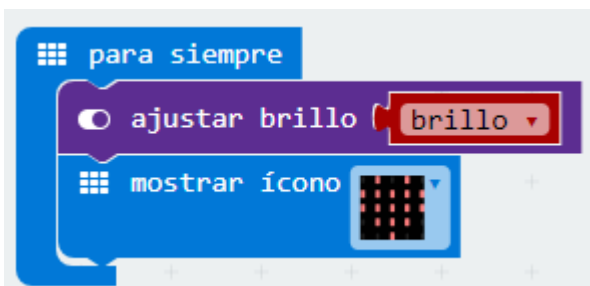 para siempre
ajustar brillo brillo
mostrar ícono